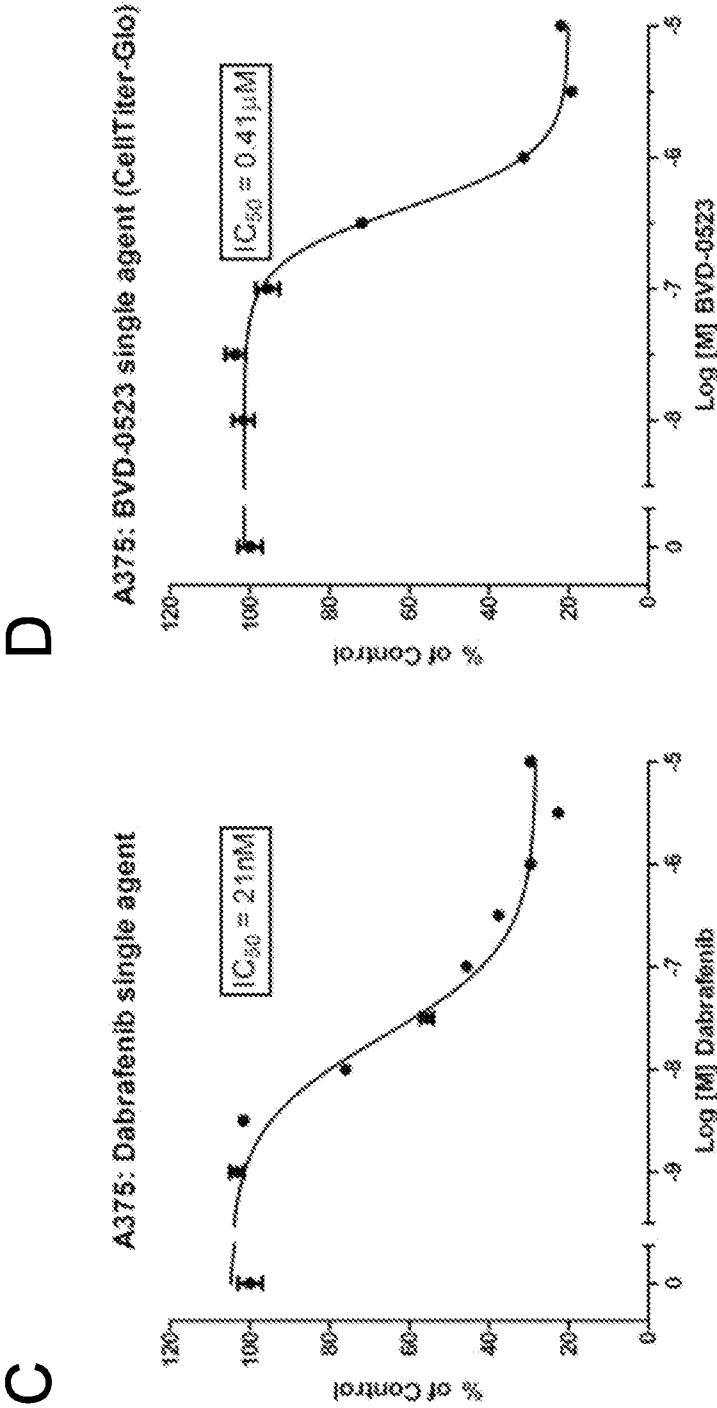 C
A375: Dabrafenib single agent
IC50 = 21nM
% of Control
120
100
80
60
40
20
0
0 -9 -8 -7 -6 -5
Log [M] Dabrafenib
D
A375: BVD-0523 single agent (CellTiter-Glo)
IC50 = 0.41µM
% of Control
120
100
80
60
40
20
0
0 -8 -7 -6 -5
Log [M] BVD-0523